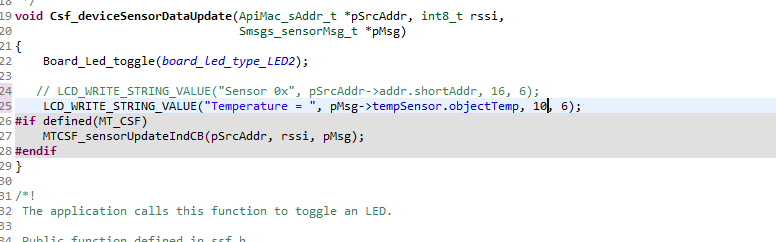 19 void Csf_deviceSensorDataUpdate(ApiMac_sAddr_t *pSrcAddr, int8_t rssi,
20                                 Smsgs_sensorMsg_t *pMsg)
21 {
22     Board_Led_toggle(board_led_type_LED2);
23
24    // LCD_WRITE_STRING_VALUE("Sensor 0x", pSrcAddr->addr.shortAddr, 16, 6);
25     LCD_WRITE_STRING_VALUE("Temperature = ", pMsg->tempSensor.objectTemp, 10, 6);
26 #if defined(MT_CSF)
27     MTCSF_sensorUpdateIndCB(pSrcAddr, rssi, pMsg);
28 #endif
29 }
30
31 /*!
32  The application calls this function to toggle an LED.
33
34  Public function defined in ssf.h